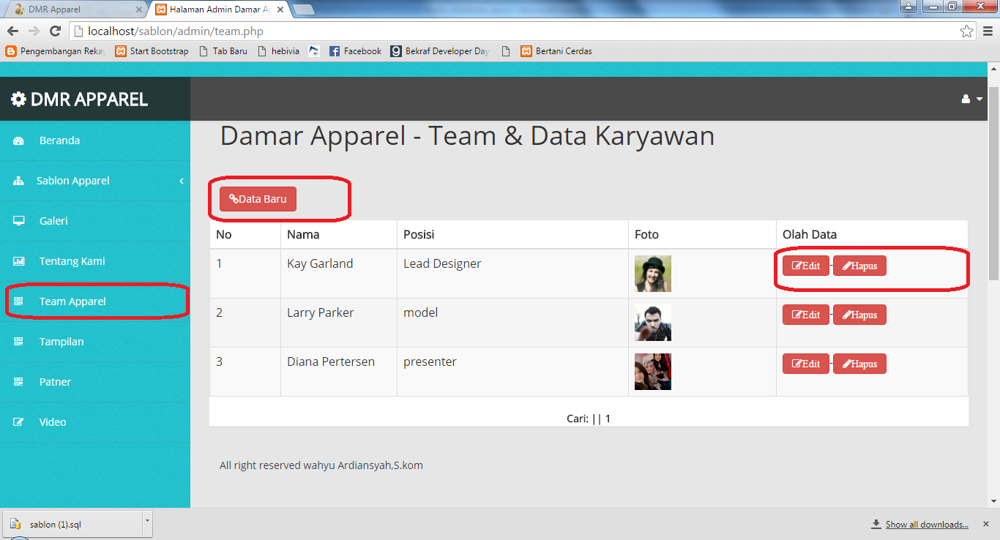 DMR Apparel
Halaman Admin Damar A
localhost/sablon/admin/team.php
Pengembangan Reka Start Bootstrap Tab Baru hebivia Facebook Bekraf Developer Day Bertani Cerdas
DMR APPAREL
Beranda
Sablon Apparel
Galeri
Tentang Kami
Team Apparel
Tampilan
Patner
Video
Damar Apparel - Team & Data Karyawan
Data Baru
No Nama Posisi Foto Olah Data
1 Kay Garland Lead Designer Edit - Hapus
2 Larry Parker model Edit - Hapus
3 Diana Pertersen presenter Edit - Hapus
Cari: || 1
All right reserved wahyu Ardiansyah,S.kom
sablon (1).sql
Show all downloads...